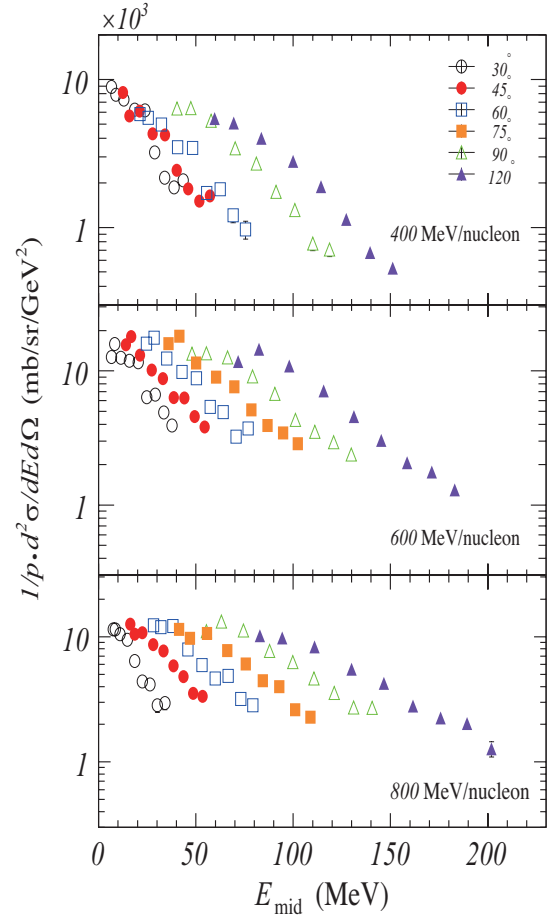 ×10³
10
1
30°
45°
60°
75°
90°
120°
400 MeV/nucleon
10
1
600 MeV/nucleon
10
1
800 MeV/nucleon
1/p·d²σ/dEdΩ (mb/sr/GeV²)
0 50 100 150 200
E_mid (MeV)